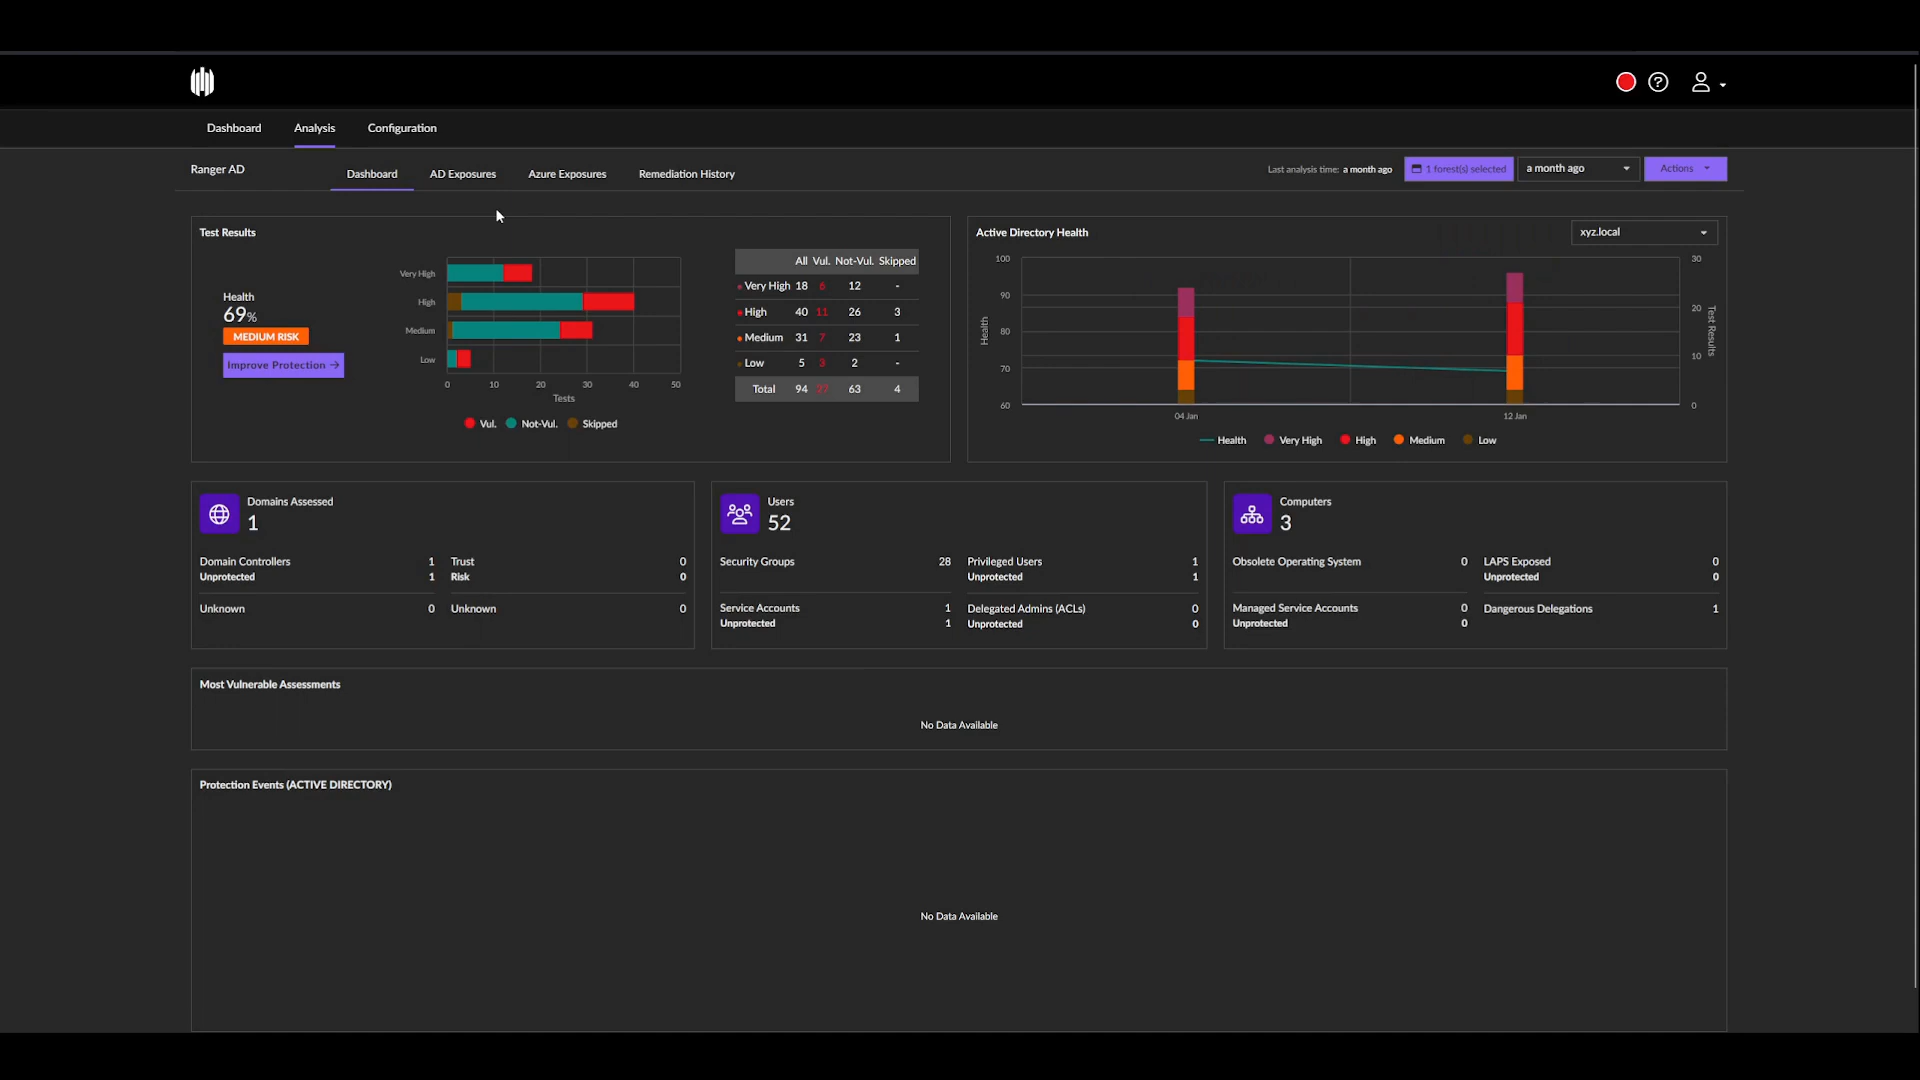 Dashboard Analysis Configuration
Ranger AD
Dashboard AD Exposures Azure Exposures Remediation History
Last analysis time: a month ago
1 forest(s) selected
a month ago
Actions
Test Results
Health
69%
MEDIUM RISK
Improve Protection →
Very High
High
Medium
Low
0 10 20 30 40 50
Tests
Vul. Not-Vul. Skipped
All Vul. Not-Vul. Skipped
Very High 18 6 12 -
High 40 11 26 3
Medium 31 7 23 1
Low 5 3 2 -
Total 94 27 63 4
Active Directory Health
xyz.local
100
90
80
70
60
Health
30
20
10
0
Test Results
04 Jan 12 Jan
Health Very High High Medium Low
Domains Assessed
1
Domain Controllers 1
Unprotected 1
Unknown 0
Trust 0
Risk 0
Unknown 0
Users
52
Security Groups 28
Service Accounts 1
Unprotected 1
Privileged Users 1
Unprotected 1
Delegated Admins (ACLs) 0
Unprotected 0
Computers
3
Obsolete Operating System 0
Managed Service Accounts 0
Unprotected 0
LAPS Exposed 0
Unprotected 0
Dangerous Delegations 1
Most Vulnerable Assessments
No Data Available
Protection Events (ACTIVE DIRECTORY)
No Data Available